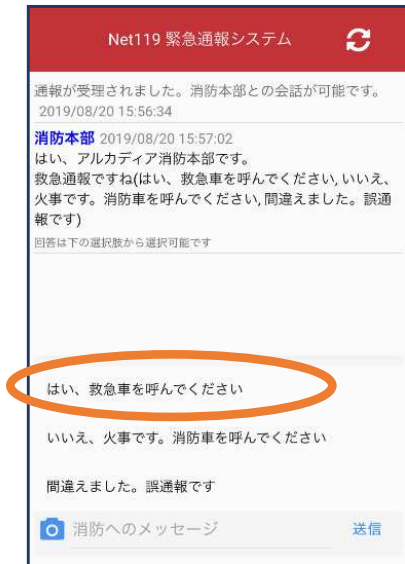 Net119 緊急通報システム
通報が受理されました。消防本部との会話が可能です。
2019/08/20 15:56:34
消防本部 2019/08/20 15:57:02
はい、アルカディア消防本部です。
救急通報ですね(はい、救急車を呼んでください,いいえ、
火事です。消防車を呼んでください,間違えました。誤通
報です)
回答は下の選択肢から選択可能です
はい、救急車を呼んでください
いいえ、火事です。消防車を呼んでください
間違えました。誤通報です
消防へのメッセージ 送信